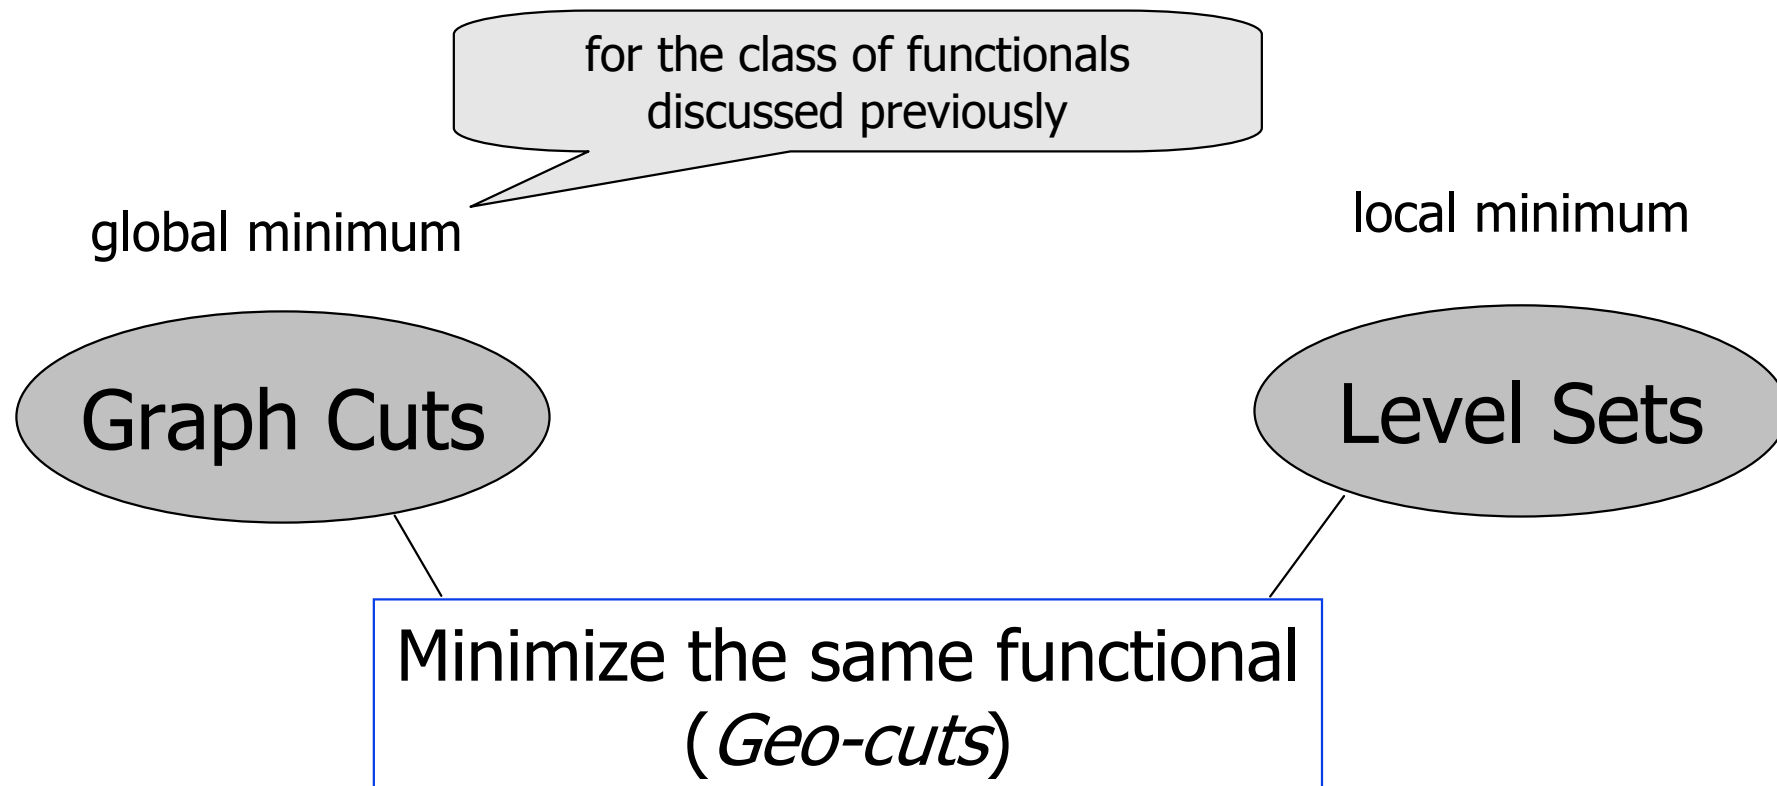 for the class of functionals
discussed previously
global minimum
local minimum
Graph Cuts
Level Sets
Minimize the same functional
(Geo-cuts)